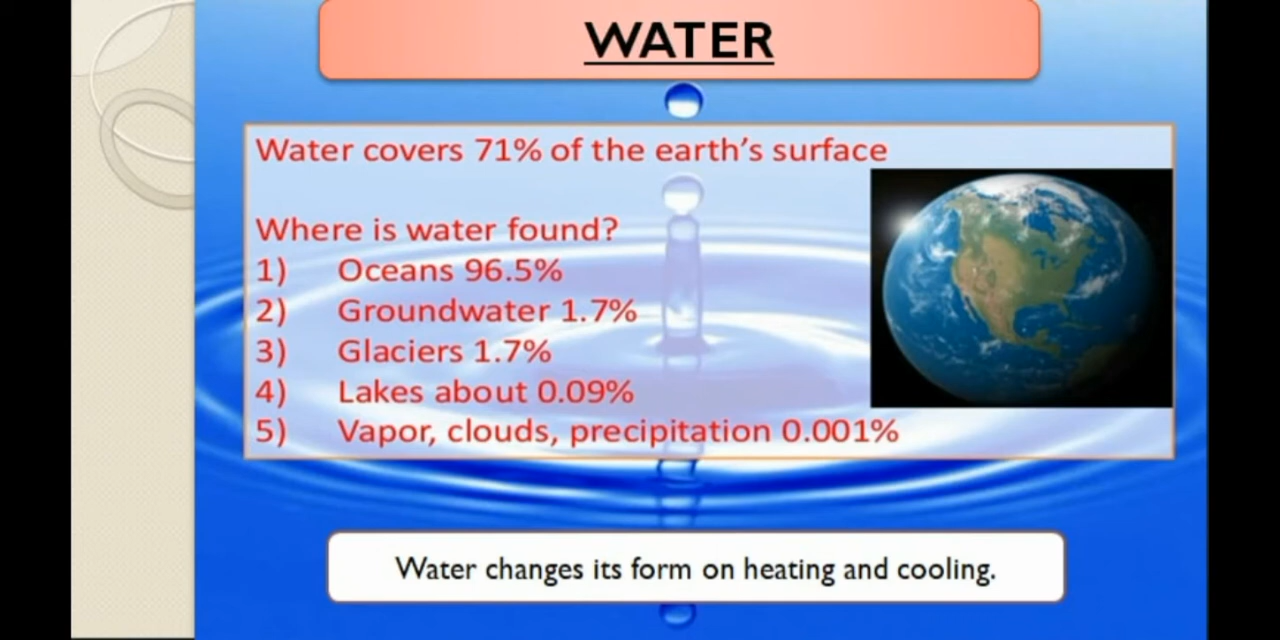 WATER
Water covers 71% of the earth’s surface
Where is water found?
1) Oceans 96.5%
2) Groundwater 1.7%
3) Glaciers 1.7%
4) Lakes about 0.09%
5) Vapor, clouds, precipitation 0.001%
Water changes its form on heating and cooling.